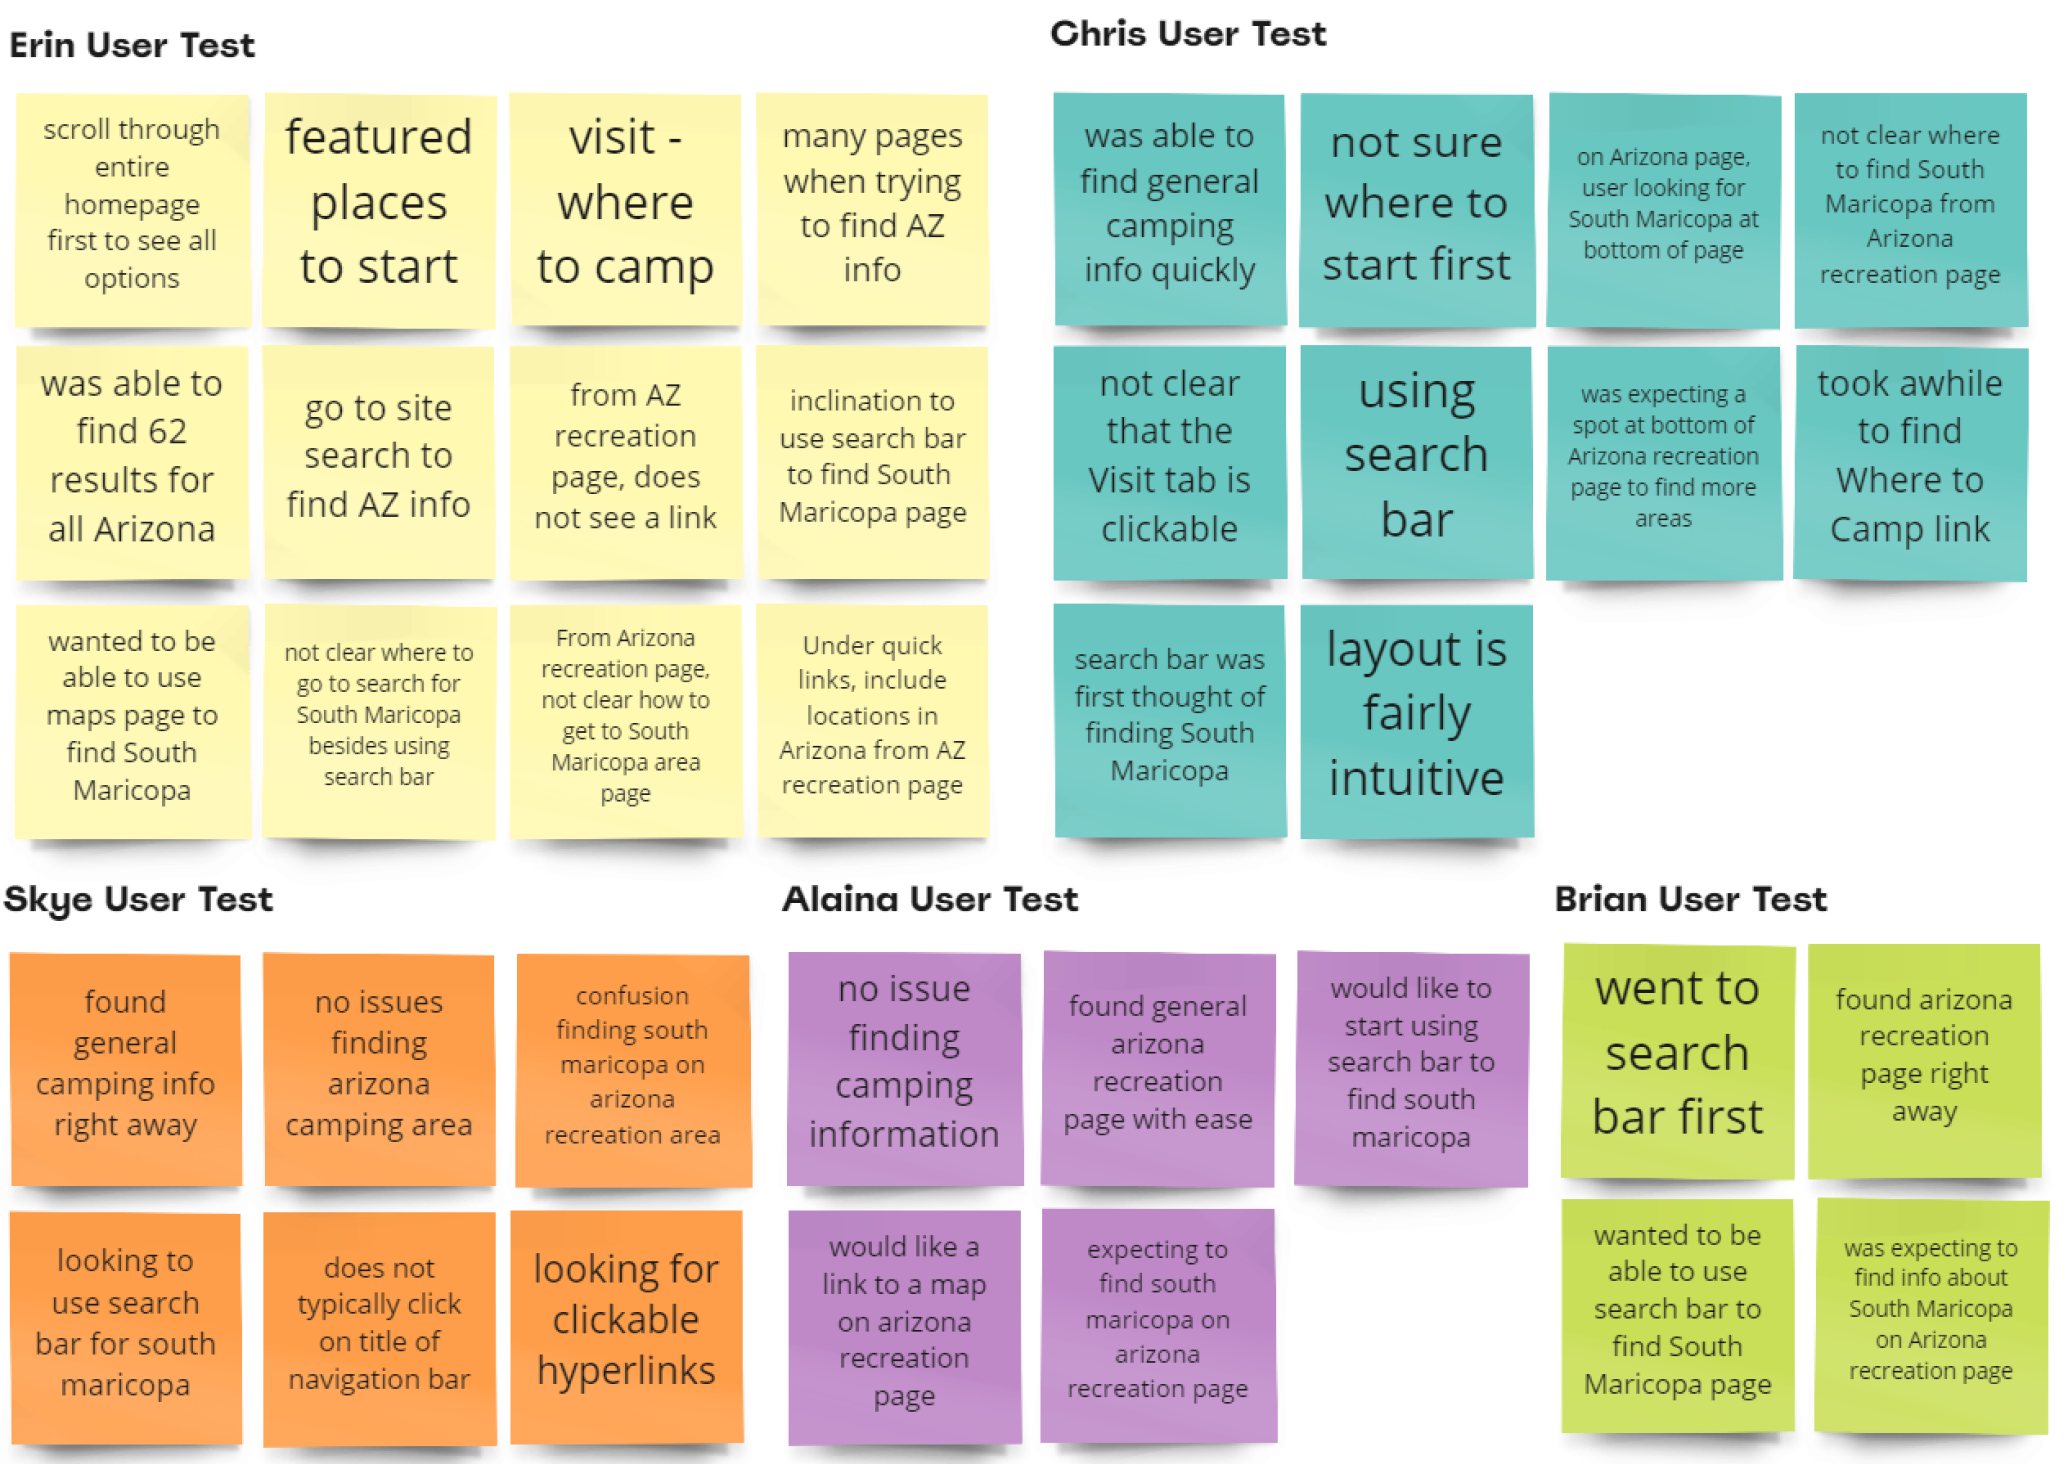 Erin User Test
scroll through
entire
homepage
first to see all
options
featured
places
to start
visit -
where
to camp
many pages
when trying
to find AZ
info
was able to
find 62
results for
all Arizona
go to site
search to
find AZ info
from AZ
recreation
page, does
not see a link
inclination to
use search bar
to find South
Maricopa page
wanted to be
able to use
maps page to
find South
Maricopa
not clear where to
go to search for
South Maricopa
besides using
search bar
From Arizona
recreation page,
not clear how to
get to South
Maricopa area
page
Under quick
links, include
locations in
Arizona from AZ
recreation page
Chris User Test
was able to
find general
camping
info quickly
not sure
where to
start first
on Arizona page,
user looking for
South Maricopa at
bottom of page
not clear where
to find South
Maricopa from
Arizona
recreation page
not clear
that the
Visit tab is
clickable
using
search
bar
was expecting a
spot at bottom of
Arizona recreation
page to find more
areas
took awhile
to find
Where to
Camp link
search bar was
first thought of
finding South
Maricopa
layout is
fairly
intuitive
Skye User Test
found
general
camping info
right away
no issues
finding
arizona
camping area
confusion
finding south
maricopa on
arizona
recreation area
looking to
use search
bar for south
maricopa
does not
typically click
on title of
navigation bar
looking for
clickable
hyperlinks
Alaina User Test
no issue
finding
camping
information
found general
arizona
recreation
page with ease
would like to
start using
search bar to
find south
maricopa
would like a
link to a map
on arizona
recreation
page
expecting to
find south
maricopa on
arizona
recreation page
Brian User Test
went to
search
bar first
found arizona
recreation
page right
away
wanted to be
able to use
search bar to
find South
Maricopa page
was expecting to
find info about
South Maricopa
on Arizona
recreation page